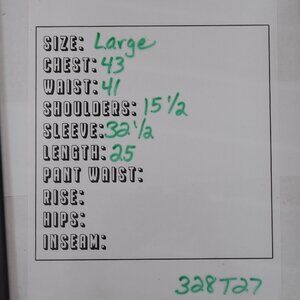 SIZE: Large
CHEST: 43
WAIST: 41
SHOULDERS: 15 1/2
SLEEVE: 32 1/2
LENGTH: 25
PANT WAIST:
RISE:
HIPS:
INSEAM:
328T27